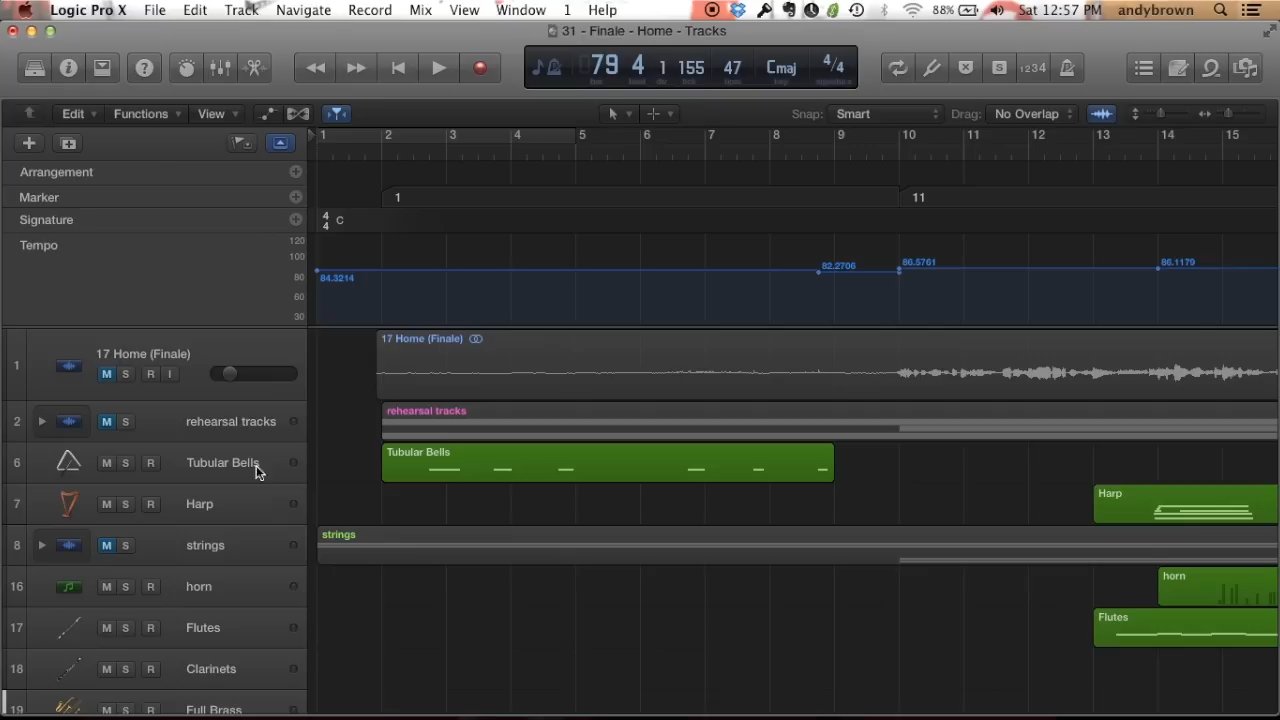 Logic Pro X File Edit Track Navigate Record Mix View Window 1 Help 88% Sat 12:57 PM andybrown
31 - Finale - Home - Tracks
79 4 1 155 47 Cmaj 4/4
1234
Edit Functions View Snap: Smart Drag: No Overlap
1 2 3 4 5 6 7 8 9 10 11 12 13 14 15
Arrangement
Marker 1 11
Signature 4 4 C
Tempo 120
100
80
60
30
84.3214 82.2706 86.5761 86.1179
1 17 Home (Finale) M S R I 17 Home (Finale)
2 M S rehearsal tracks rehearsal tracks
6 M S R Tubular Bells Tubular Bells
7 M S R Harp Harp
8 M S strings strings
16 M S R horn horn
17 M S R Flutes Flutes
18 M S R Clarinets
19 Full Brass